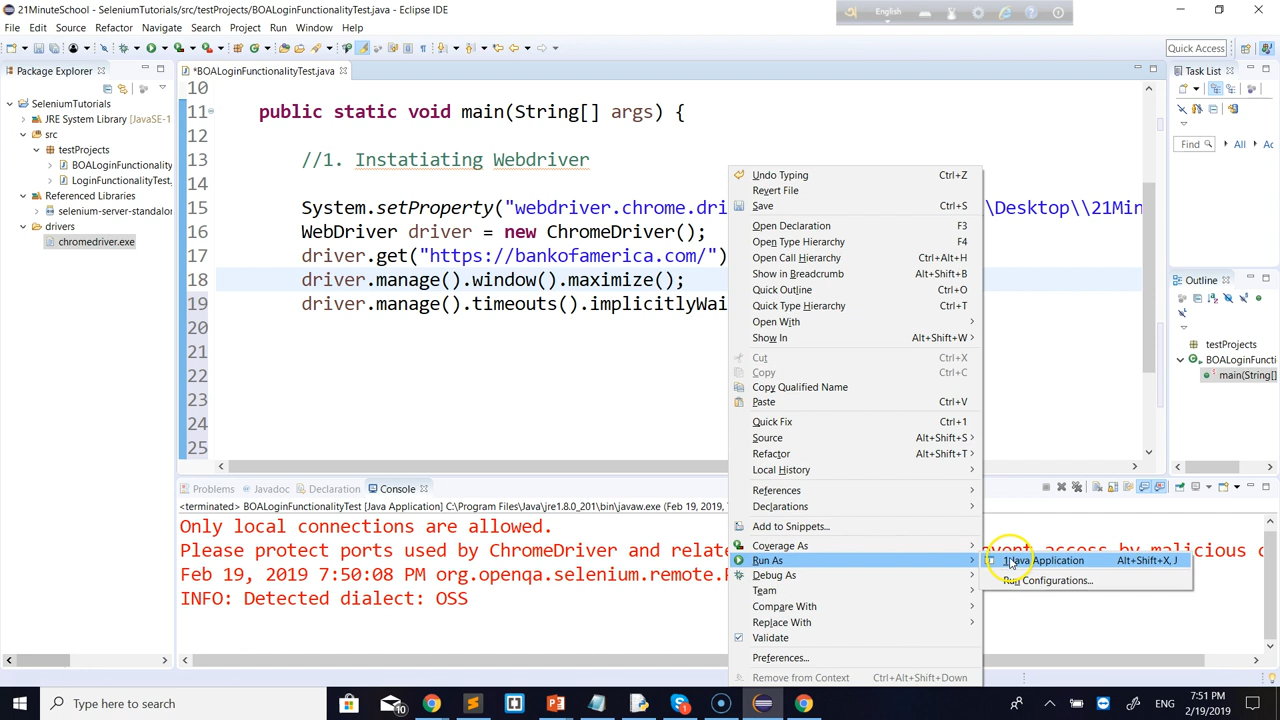 21MinuteSchool - SeleniumTutorials/src/testProjects/BOALoginFunctionalityTest.java - Eclipse IDE
English
File Edit Source Refactor Navigate Search Project Run Window Help
Quick Access
Package Explorer
*BOALoginFunctionalityTest.java
Task List
SeleniumTutorials
JRE System Library [JavaSE-1
src
testProjects
BOALoginFunctionality
LoginFunctionalityTest.
Referenced Libraries
selenium-server-standalon
drivers
chromedriver.exe
10
11 public static void main(String[] args) {
12
13 //1. Instatiating Webdriver
14
15 System.setProperty("webdriver.chrome.dri \Desktop\\21Min
16 WebDriver driver = new ChromeDriver();
17 driver.get("https://bankofamerica.com/")
18 driver.manage().window().maximize();
19 driver.manage().timeouts().implicitlyWai
20
21
22
23
24
25
Undo Typing Ctrl+Z
Revert File
Save Ctrl+S
Open Declaration F3
Open Type Hierarchy F4
Open Call Hierarchy Ctrl+Alt+H
Show in Breadcrumb Alt+Shift+B
Quick Outline Ctrl+O
Quick Type Hierarchy Ctrl+T
Open With
Show In Alt+Shift+W
Cut Ctrl+X
Copy Ctrl+C
Copy Qualified Name
Paste Ctrl+V
Quick Fix Ctrl+1
Source Alt+Shift+S
Refactor Alt+Shift+T
Local History
References
Declarations
Add to Snippets...
Coverage As
Run As
Debug As
Team
Compare With
Replace With
Validate
Preferences...
Remove from Context Ctrl+Alt+Shift+Down
1 Java Application Alt+Shift+X, J
Run Configurations...
Find All Ac
Outline
testProjects
BOALoginFuncti
main(String[]
Problems Javadoc Declaration Console
<terminated> BOALoginFunctionalityTest [Java Application] C:\Program Files\Java\jre1.8.0_201\bin\javaw.exe (Feb 19, 2019,
Only local connections are allowed.
Please protect ports used by ChromeDriver and relate event access by malicious c
Feb 19, 2019 7:50:08 PM org.openqa.selenium.remote.P
INFO: Detected dialect: OSS
Type here to search
10
ENG
7:51 PM
2/19/2019